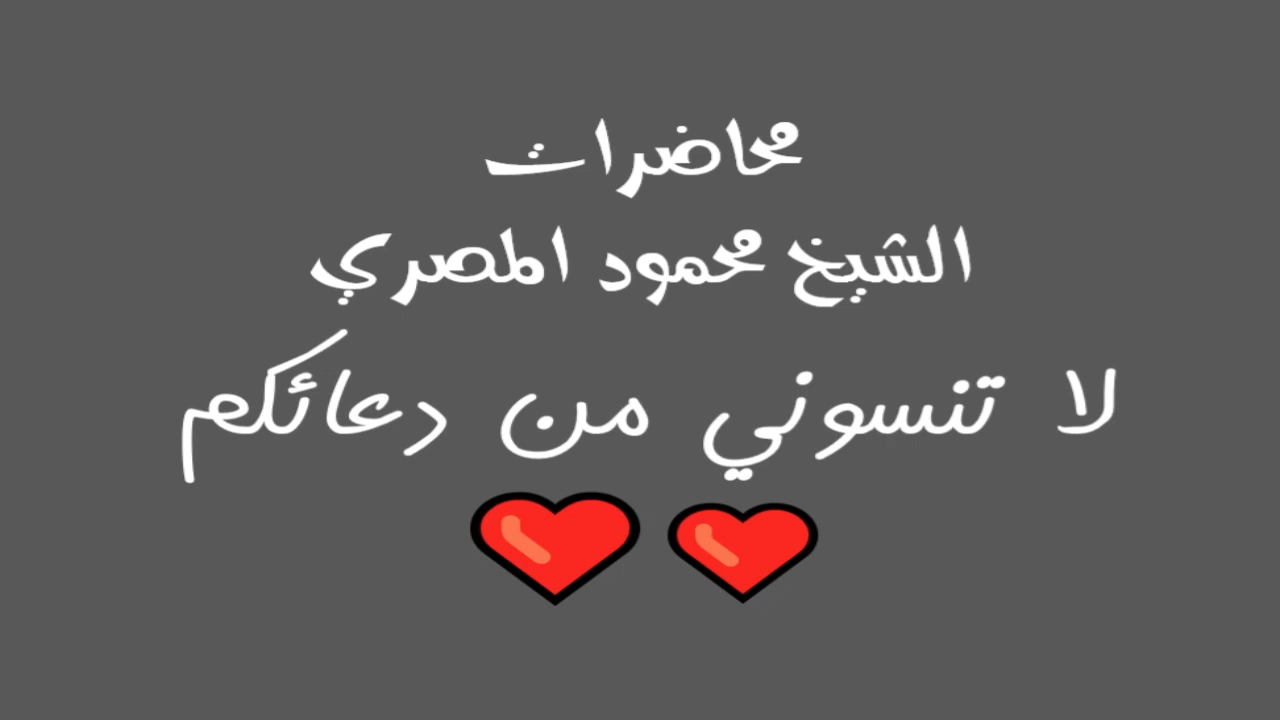 محاضرات
الشيخ محمود المصري
لا تنسوني من دعائكم